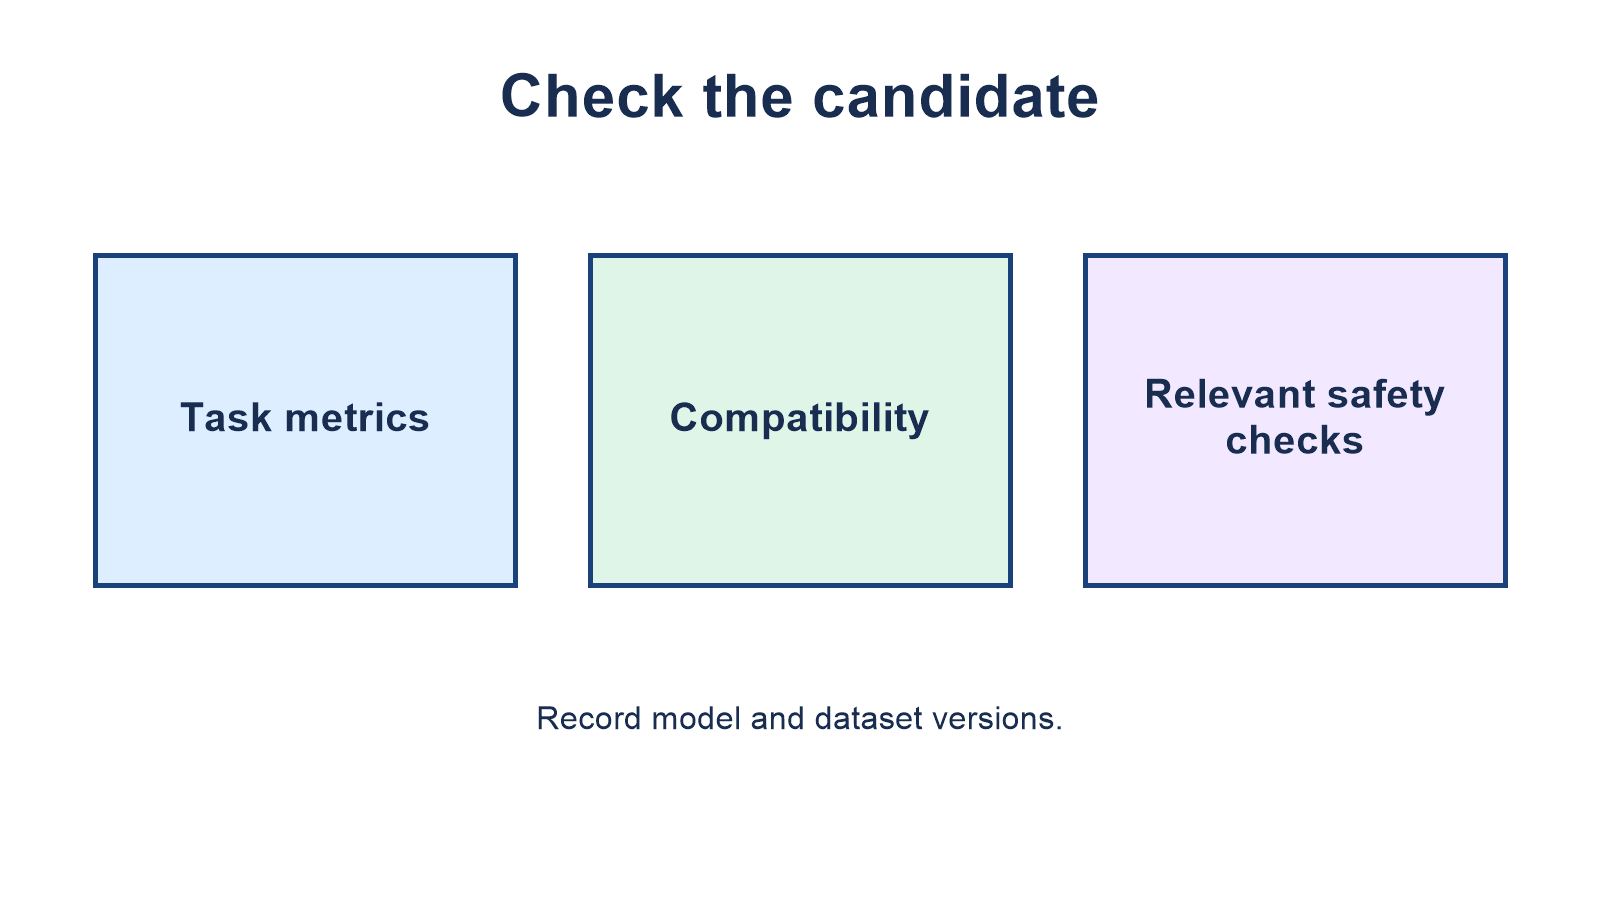 Check the candidate
Task metrics
Compatibility
Relevant safety
checks
Record model and dataset versions.